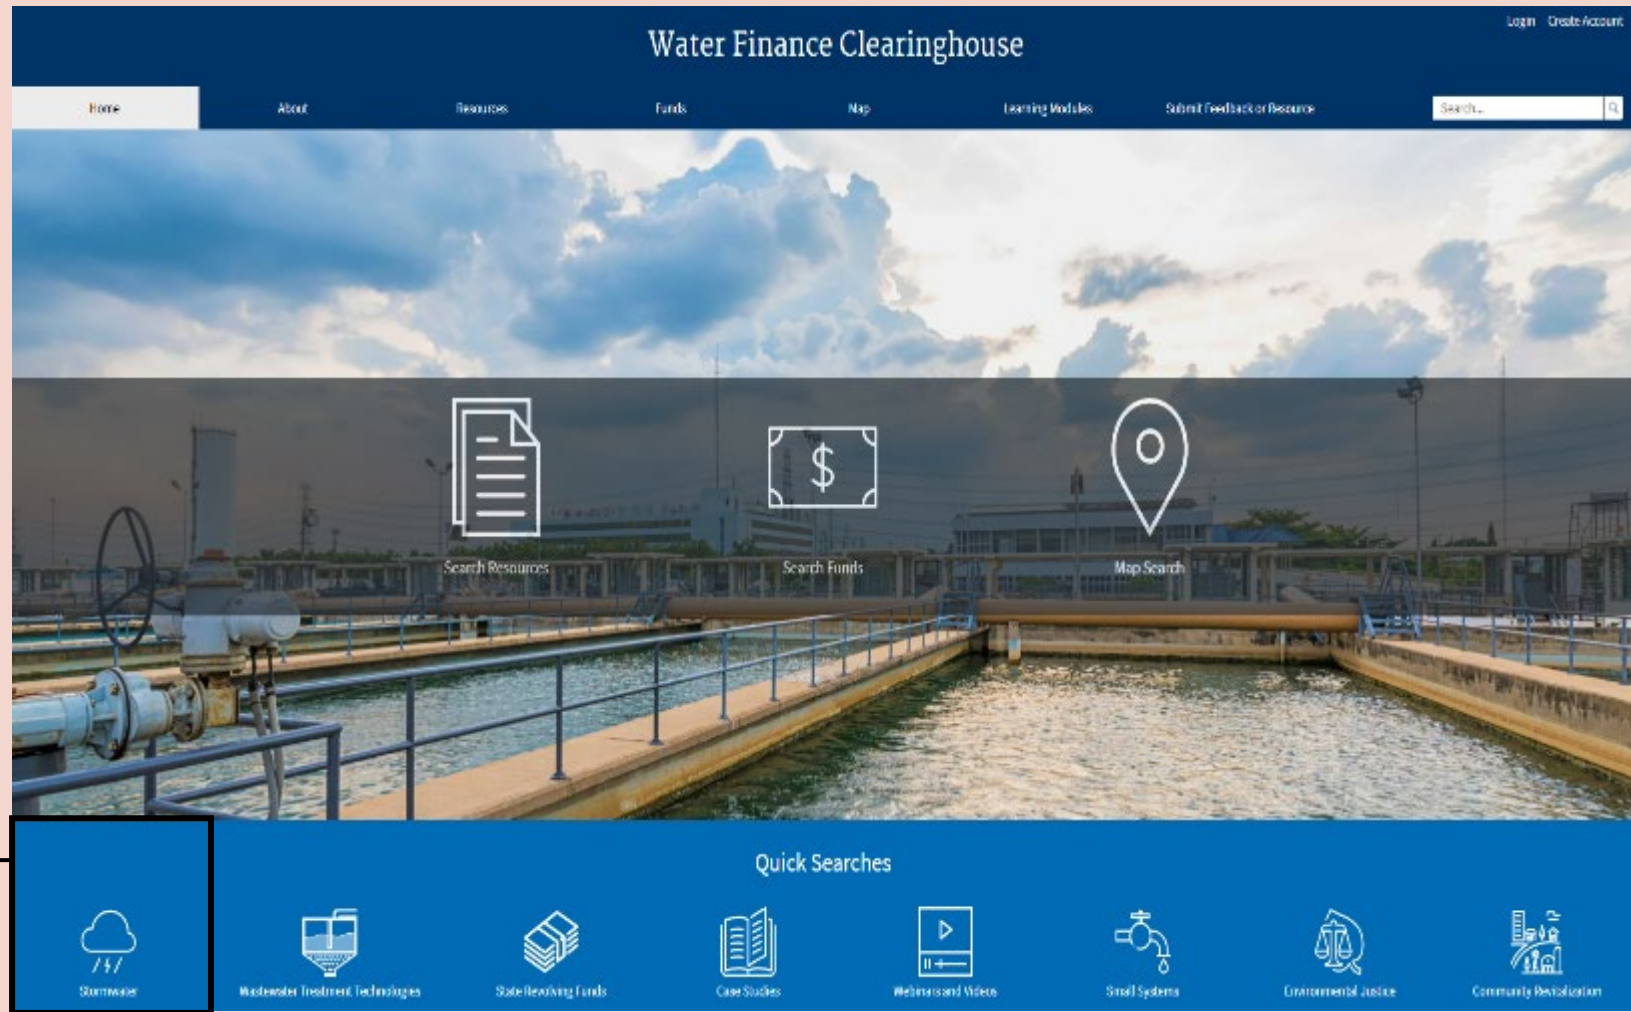 Login Create Account
Water Finance Clearinghouse
Home About Resources Funds Map Learning Modules Submit Feedback or Resource Search...
Search Resources Search Funds Map Search
Quick Searches
Stormwater Wastewater Treatment Technologies State Revolving Funds Case Studies Webinars and Videos Small Systems Environmental Justice Community Revitalization